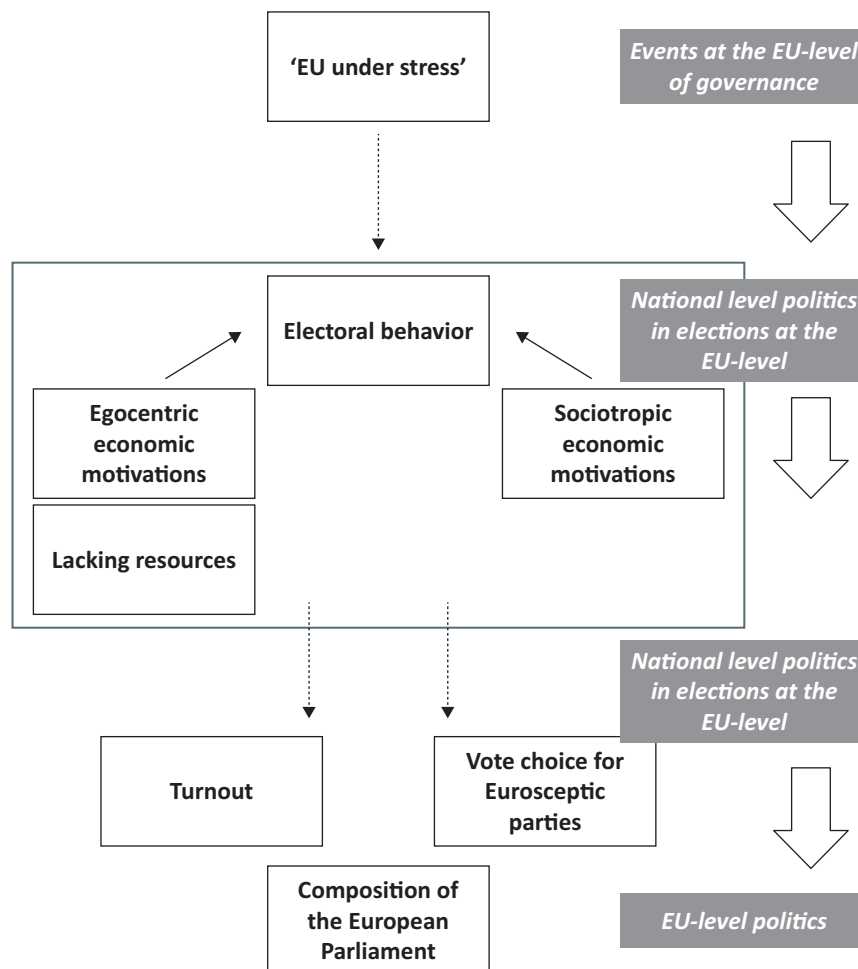 ‘EU under stress’
Events at the EU-level
of governance
Electoral behavior
National level politics
in elections at the
EU-level
Egocentric
economic
motivations
Sociotropic
economic
motivations
Lacking resources
National level politics
in elections at the
EU-level
Turnout
Vote choice for
Eurosceptic
parties
Composition of
the European
Parliament
EU-level politics